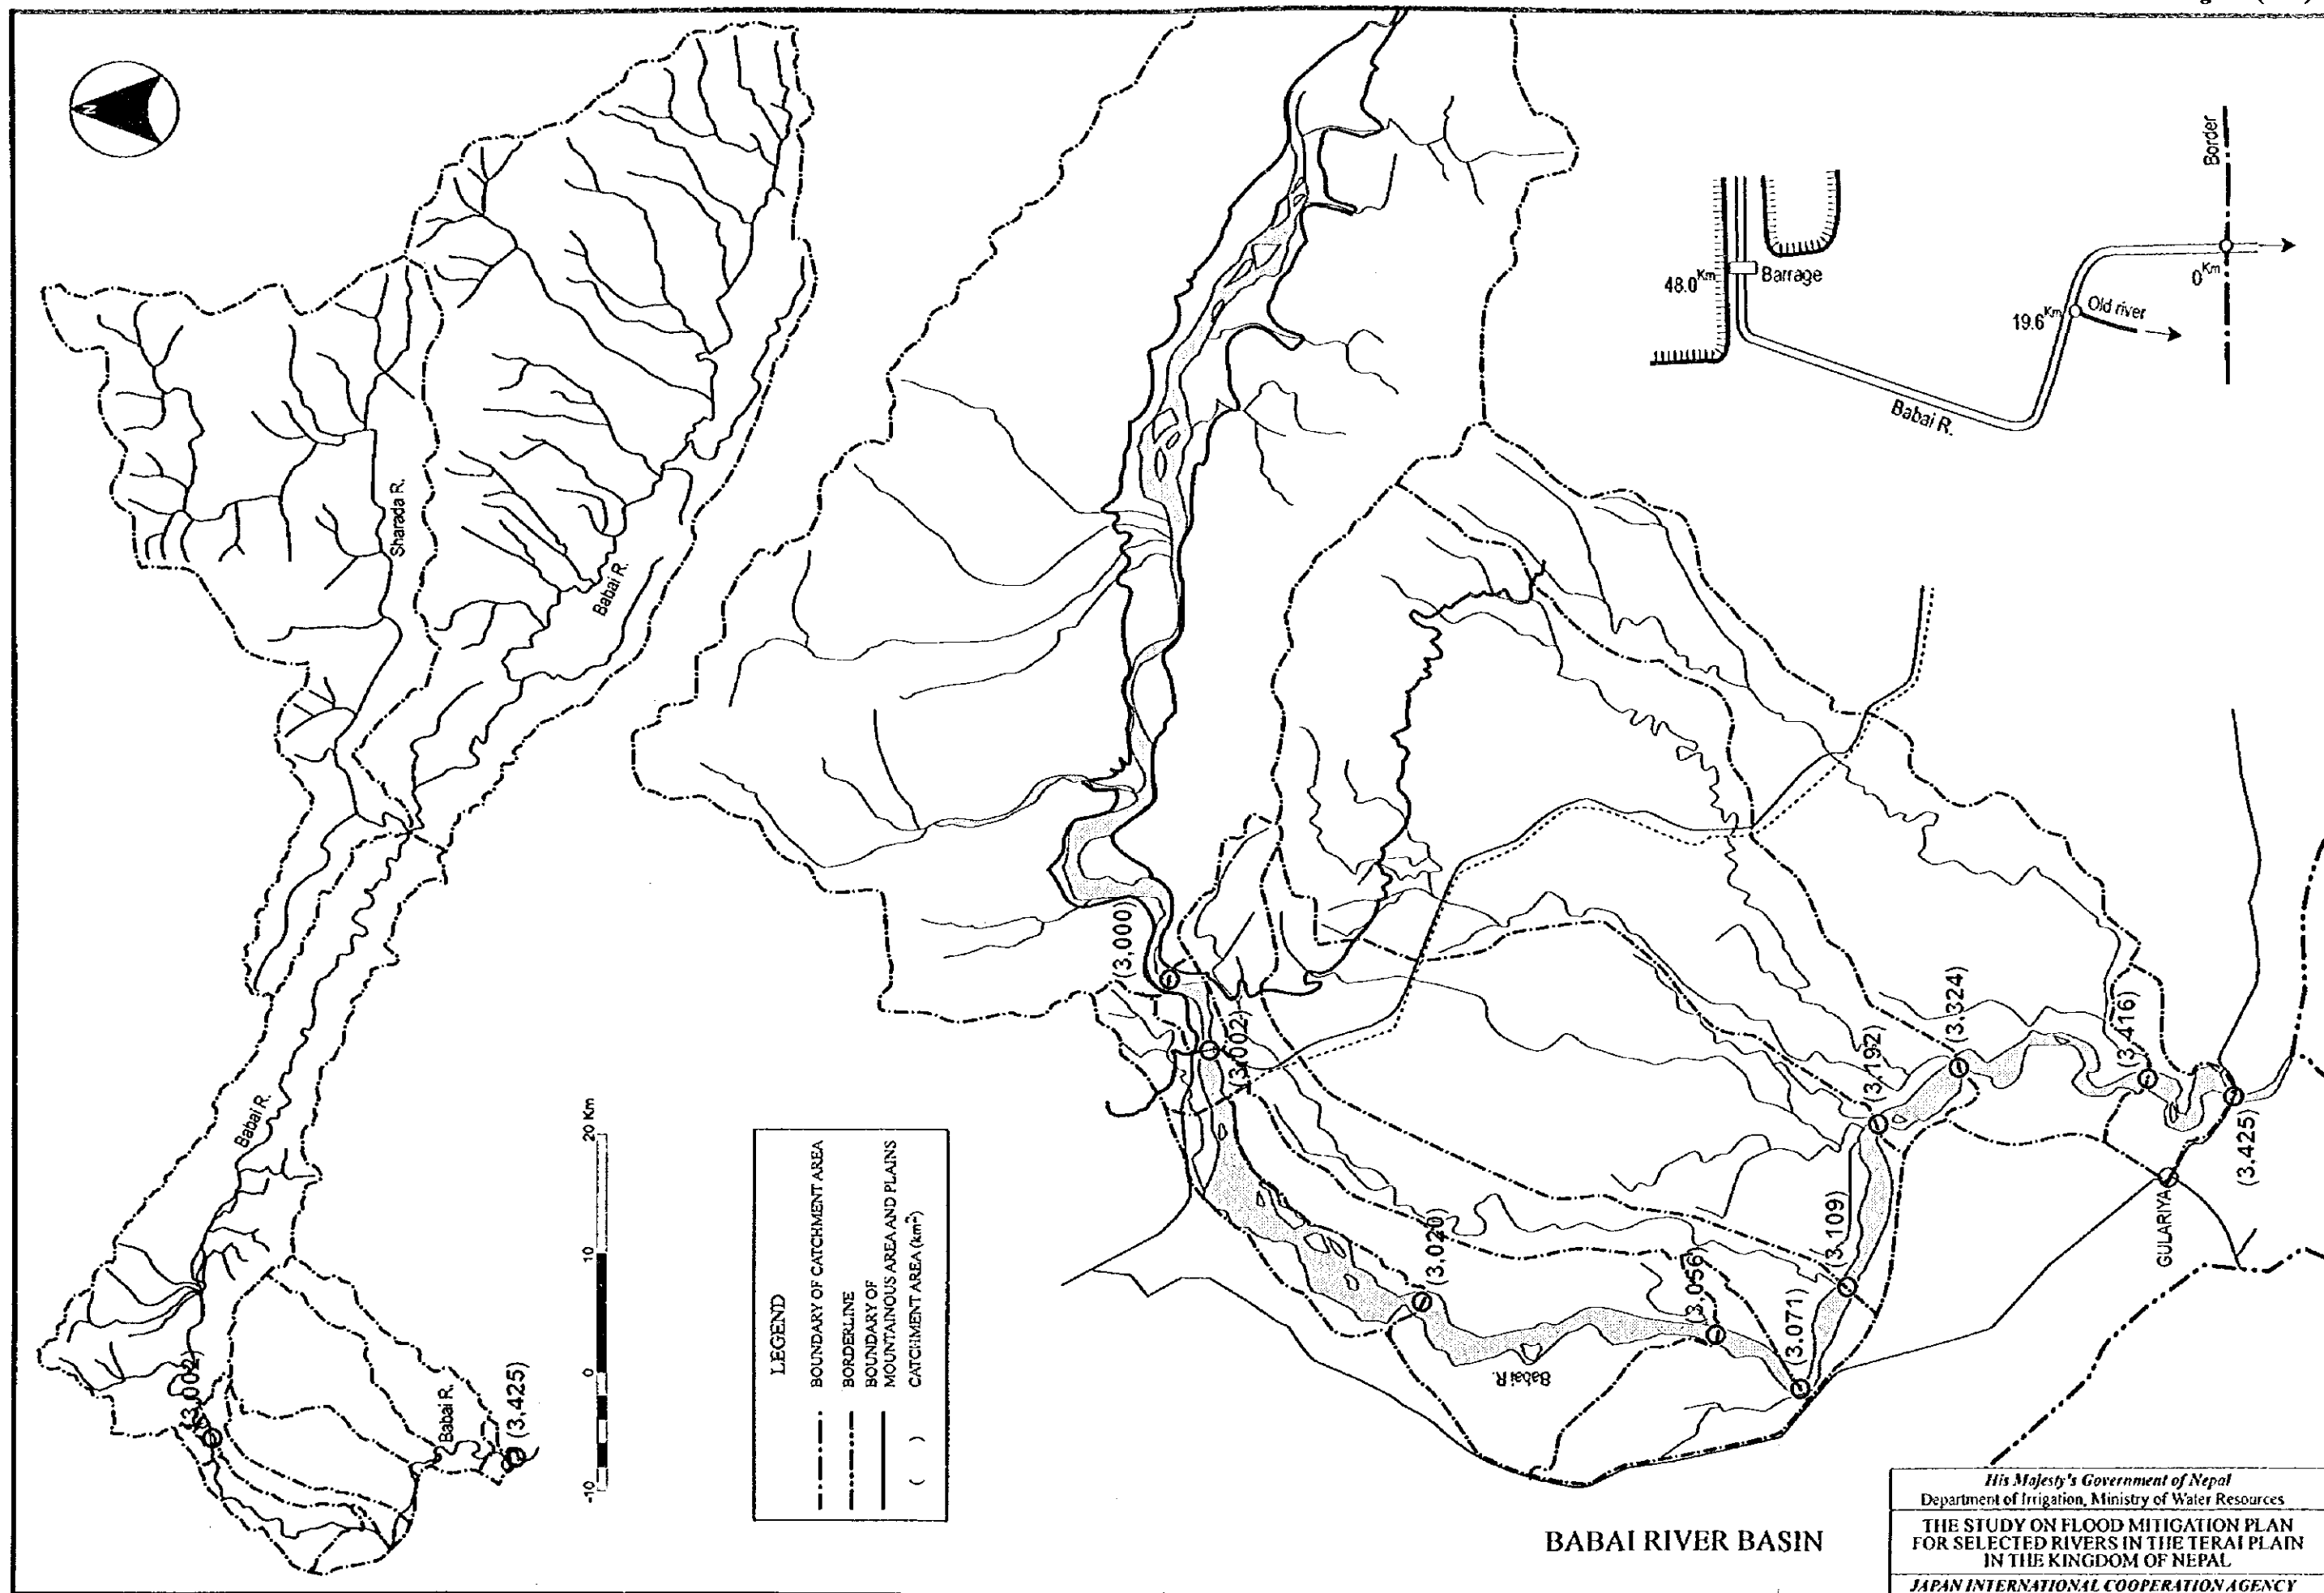 N
Sharada R.
Babai R.
Babai R.
(3,002)
Babai R.
(3,425)
-10
0
10
20 Km
LEGEND
BOUNDARY OF CATCHMENT AREA
BORDERLINE
BOUNDARY OF
MOUNTAINOUS AREA AND PLAINS
( ) CATCHMENT AREA (km²)
(3,000)
(3,002)
(3,020)
(3,056)
(3,071)
(3,109)
(3,192)
(3,324)
(3,416)
(3,425)
GULARIYA
Babai R.
48.0Km
Barrage
19.6Km
Old river
0Km
Border
Babai R.
BABAI RIVER BASIN
His Majesty's Government of Nepal
Department of Irrigation, Ministry of Water Resources
THE STUDY ON FLOOD MITIGATION PLAN
FOR SELECTED RIVERS IN THE TERAI PLAIN
IN THE KINGDOM OF NEPAL
JAPAN INTERNATIONAL COOPERATION AGENCY